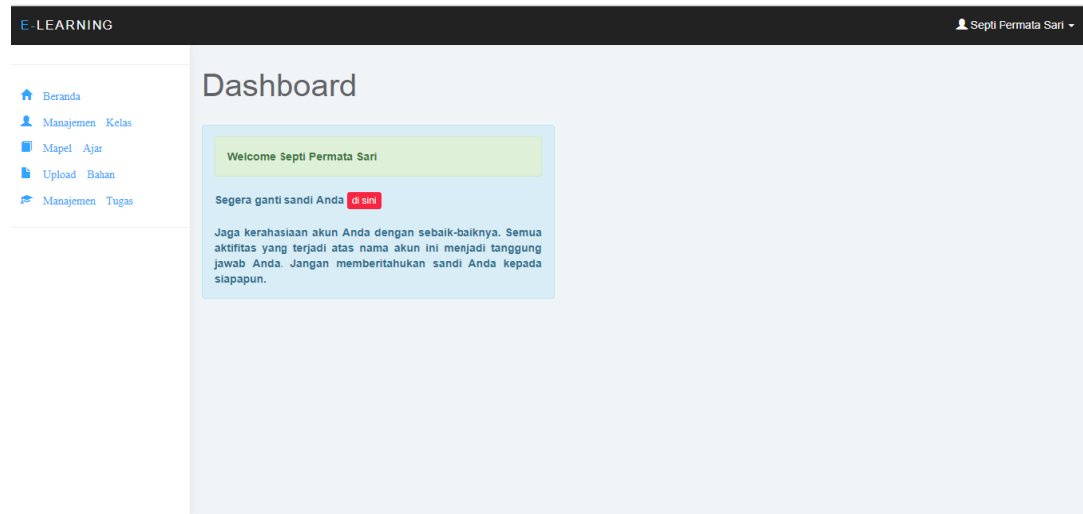 E-LEARNING
Septi Permata Sari
Beranda
Manajemen Kelas
Mapel Ajar
Upload Bahan
Manajemen Tugas
Dashboard
Welcome Septi Permata Sari
Segera ganti sandi Anda di sini
Jaga kerahasiaan akun Anda dengan sebaik-baiknya. Semua
aktifitas yang terjadi atas nama akun ini menjadi tanggung
jawab Anda. Jangan memberitahukan sandi Anda kepada
siapapun.